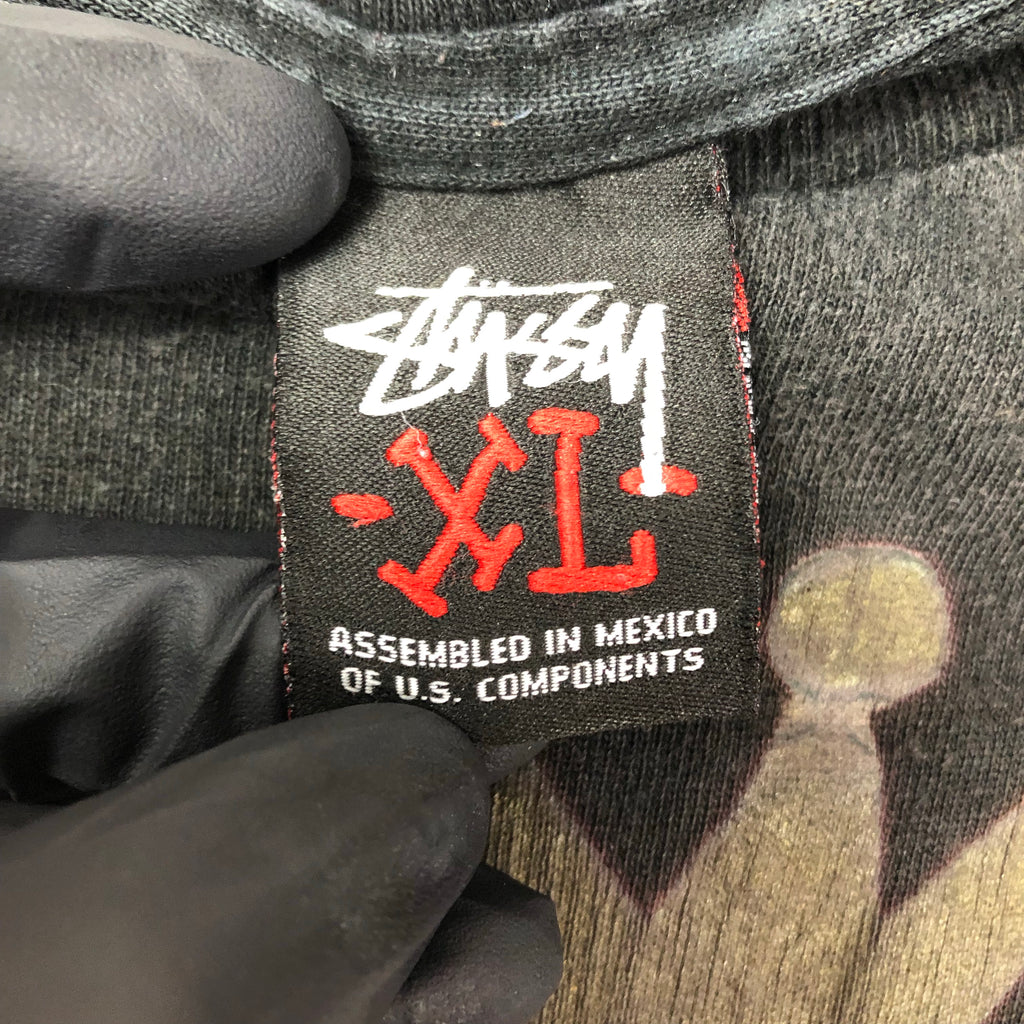 Stüssy
-XL-
ASSEMBLED IN MEXICO
OF U.S. COMPONENTS